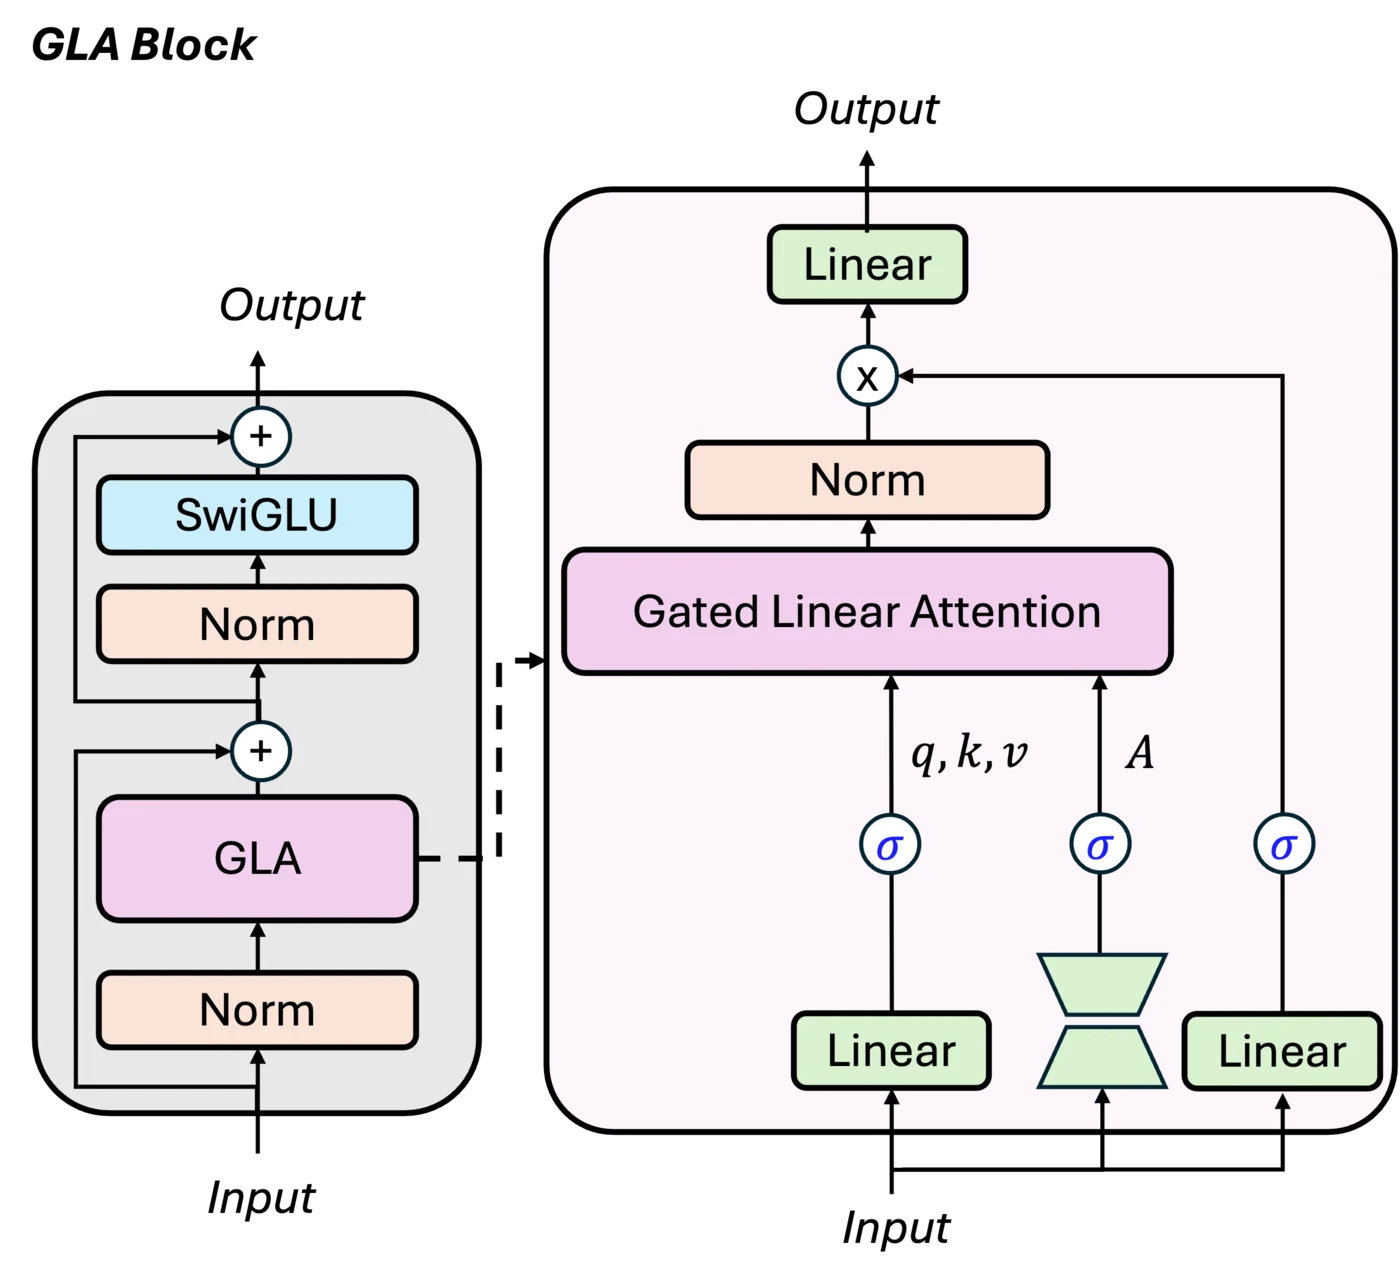 GLA Block
Output
+
SwiGLU
Norm
+
GLA
Norm
Input
Output
Linear
x
Norm
Gated Linear Attention
q, k, v
A
σ
σ
σ
Linear
Linear
Input